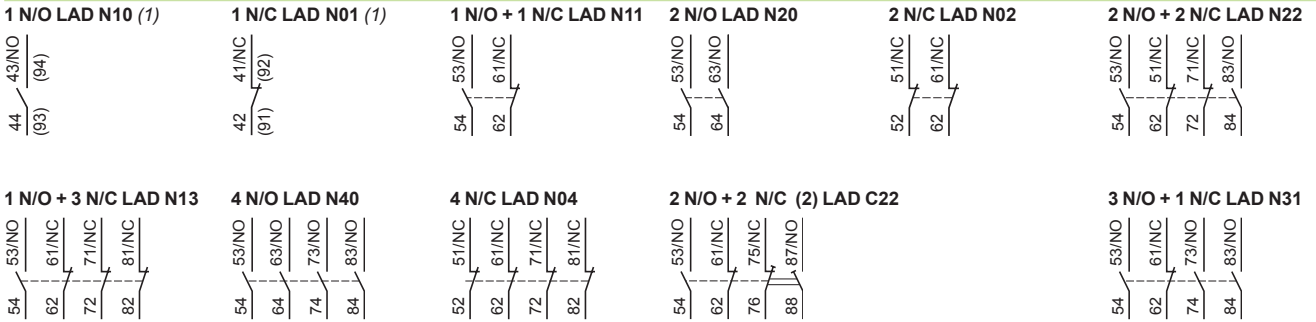 1 N/O LAD N10 (1)
43/NO
(94)
44
(93)
1 N/C LAD N01 (1)
41/NC
(92)
42
(91)
1 N/O + 1 N/C LAD N11
53/NO
61/NC
54
62
2 N/O LAD N20
53/NO
63/NO
54
64
2 N/C LAD N02
51/NC
61/NC
52
62
2 N/O + 2 N/C LAD N22
53/NO
51/NC
71/NC
83/NO
54
62
72
84
1 N/O + 3 N/C LAD N13
53/NO
61/NC
71/NC
81/NC
54
62
72
82
4 N/O LAD N40
53/NO
63/NO
73/NO
83/NO
54
64
74
84
4 N/C LAD N04
51/NC
61/NC
71/NC
81/NC
52
62
72
82
2 N/O + 2 N/C (2) LAD C22
53/NO
61/NC
75/NC
87/NO
54
62
76
88
3 N/O + 1 N/C LAD N31
53/NO
61/NC
73/NO
83/NO
54
62
74
84